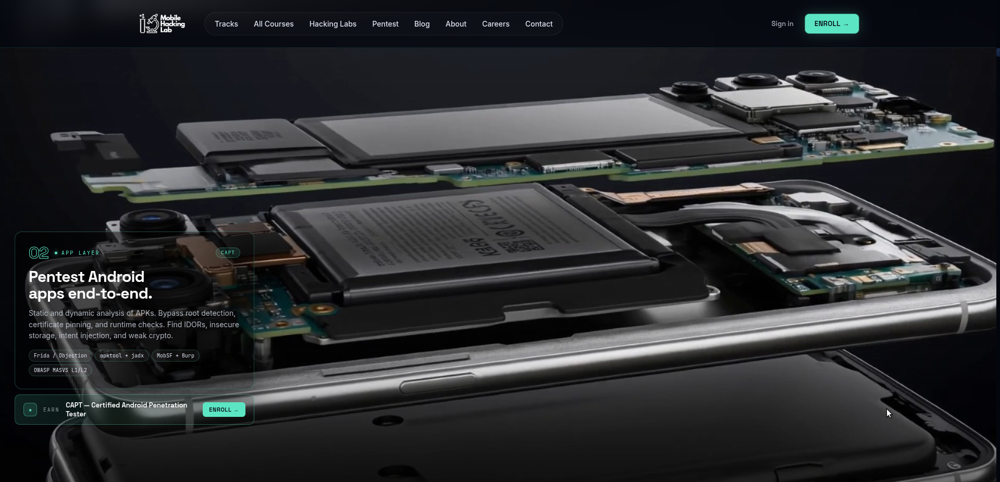 Mobile
Hacking
Lab
Tracks
All Courses
Hacking Labs
Pentest
Blog
About
Careers
Contact
Sign in
ENROLL →
02
• APP LAYER
CAPT
Pentest Android
apps end-to-end.
Static and dynamic analysis of APKs. Bypass root detection,
certificate pinning, and runtime checks. Find IDORs, insecure
storage, intent injection, and weak crypto.
Frida / Objection
apktool + jadx
MobSF + Burp
OWASP MASVS L1/L2
★
EARN
CAPT — Certified Android Penetration
Tester
ENROLL →